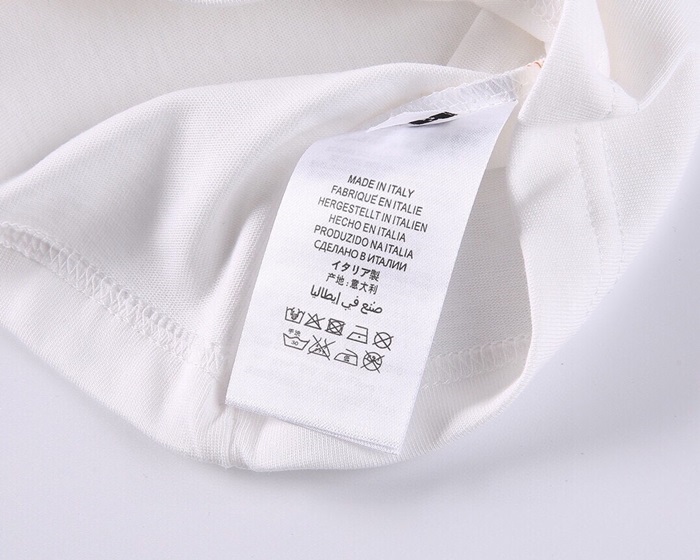 MADE IN ITALY
FABRIQUÉ EN ITALIE
HERGESTELLT IN ITALIEN
HECHO EN ITALIA
PRODUZIDO NA ITALIA
СДЕЛАНО В ИТАЛИИ
イタリア製
产地:意大利
صنع في ايطاليا